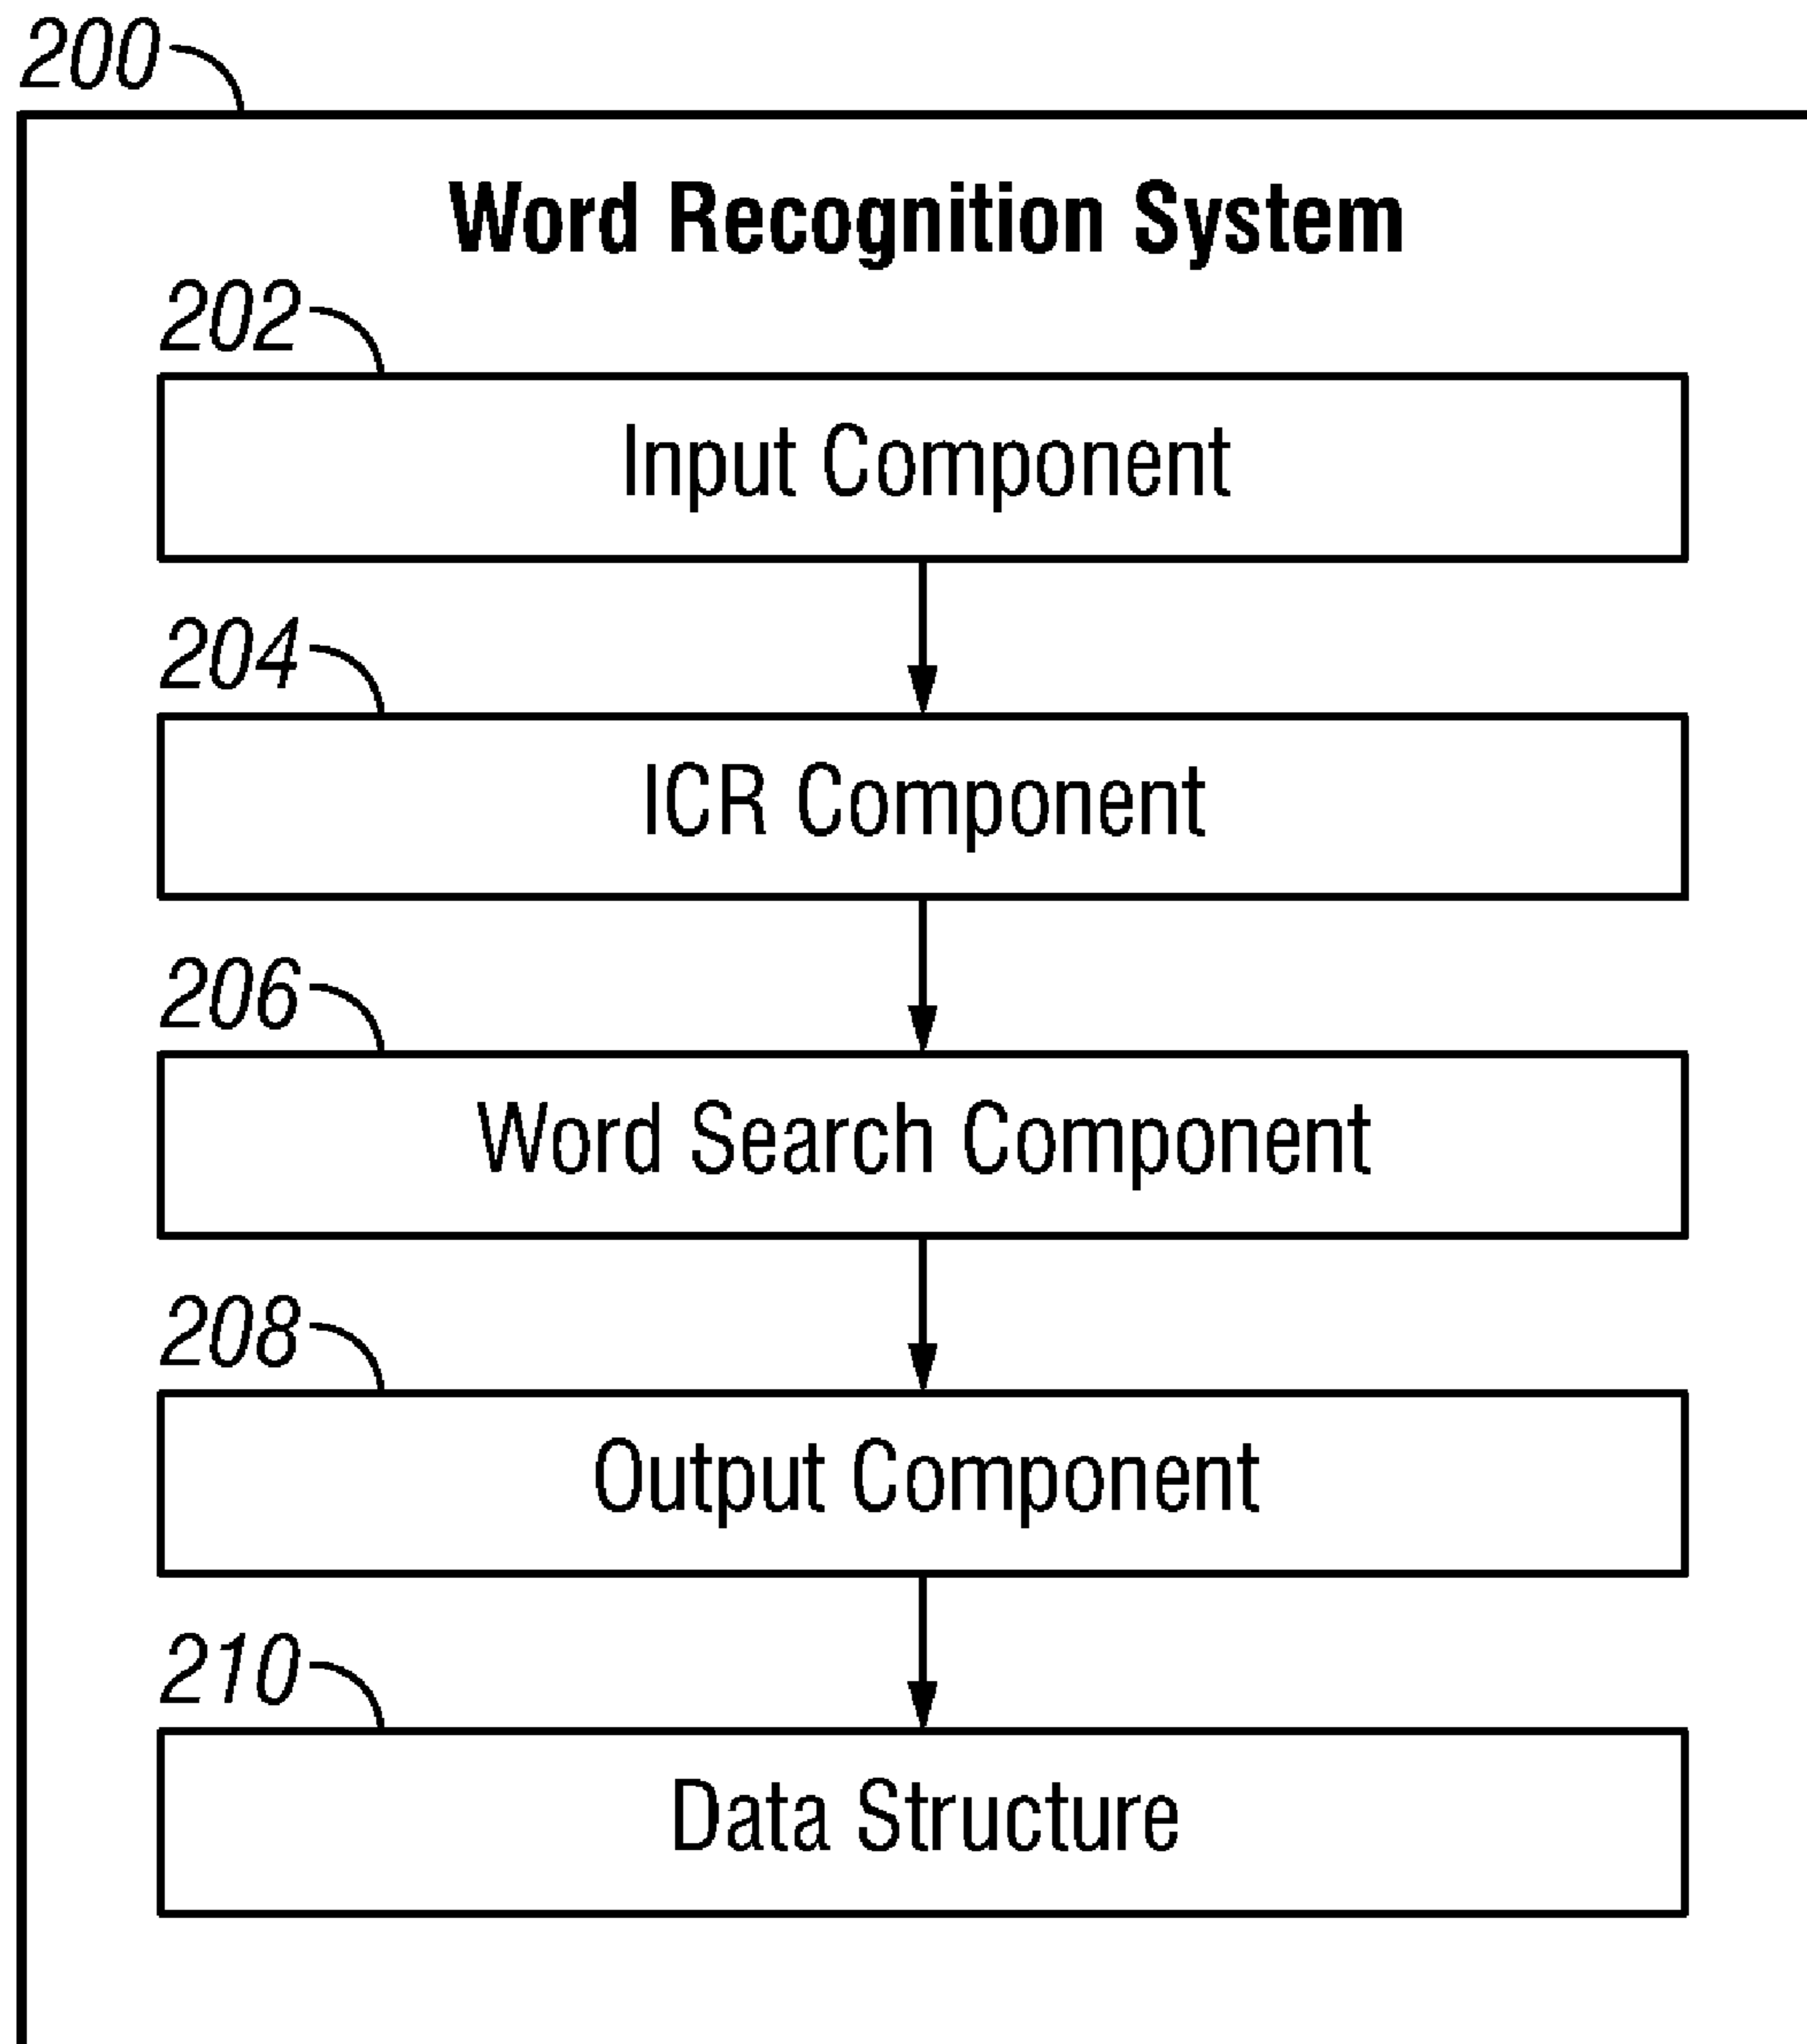 200
Word Recognition System
202
Input Component
204
ICR Component
206
Word Search Component
208
Output Component
210
Data Structure